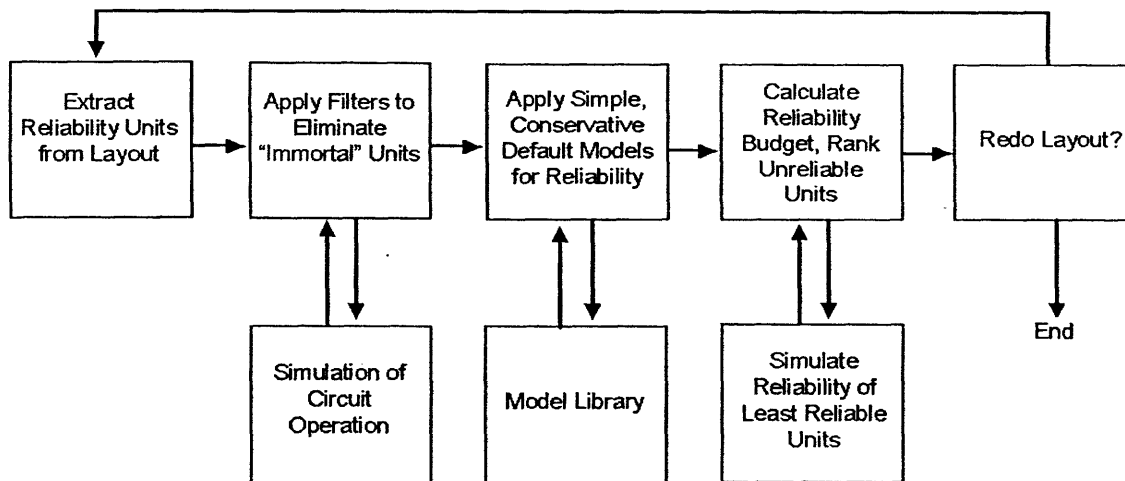 Extract
Reliability Units
from Layout
Apply Filters to
Eliminate
“Immortal” Units
Apply Simple,
Conservative
Default Models
for Reliability
Calculate
Reliability
Budget, Rank
Unreliable
Units
Redo Layout?
Simulation of
Circuit
Operation
Model Library
Simulate
Reliability of
Least Reliable
Units
End